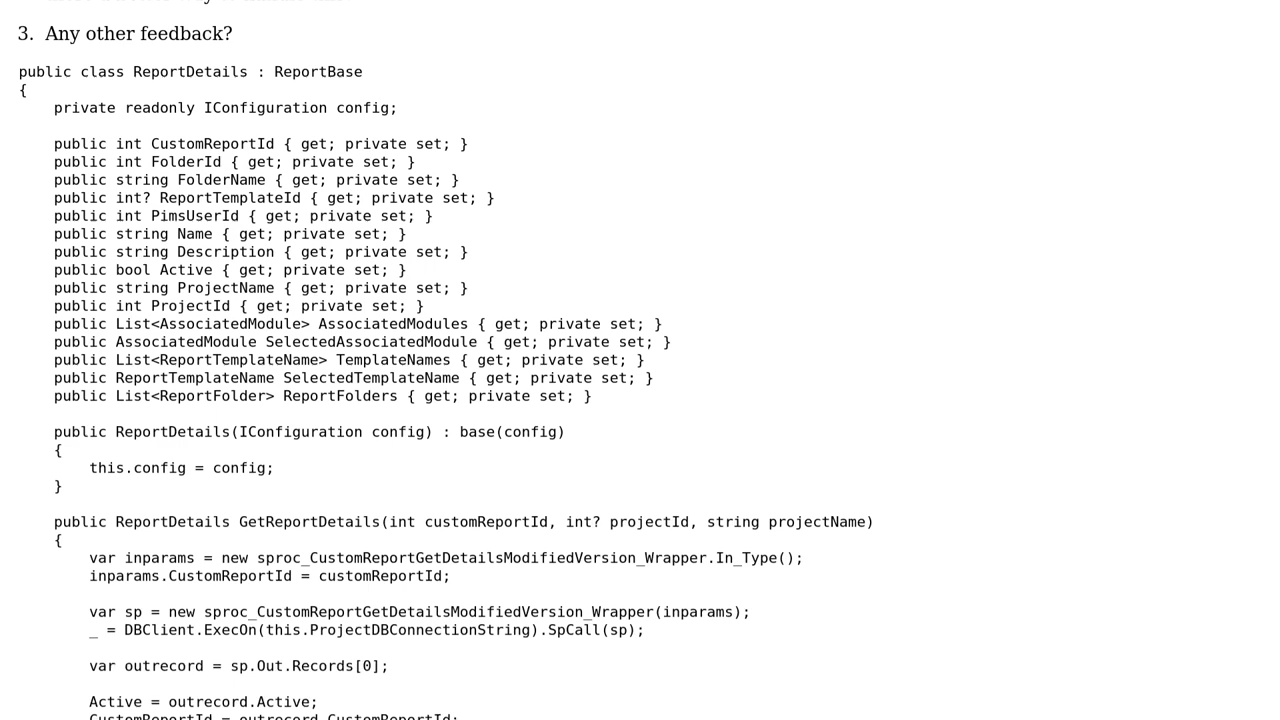 3. Any other feedback?
public class ReportDetails : ReportBase
{
    private readonly IConfiguration config;
    public int CustomReportId { get; private set; }
    public int FolderId { get; private set; }
    public string FolderName { get; private set; }
    public int? ReportTemplateId { get; private set; }
    public int PimsUserId { get; private set; }
    public string Name { get; private set; }
    public string Description { get; private set; }
    public bool Active { get; private set; }
    public string ProjectName { get; private set; }
    public int ProjectId { get; private set; }
    public List<AssociatedModule> AssociatedModules { get; private set; }
    public AssociatedModule SelectedAssociatedModule { get; private set; }
    public List<ReportTemplateName> TemplateNames { get; private set; }
    public ReportTemplateName SelectedTemplateName { get; private set; }
    public List<ReportFolder> ReportFolders { get; private set; }
    public ReportDetails(IConfiguration config) : base(config)
    {
        this.config = config;
    }
    public ReportDetails GetReportDetails(int customReportId, int? projectId, string projectName)
    {
        var inparams = new sproc_CustomReportGetDetailsModifiedVersion_Wrapper.In_Type();
        inparams.CustomReportId = customReportId;
        var sp = new sproc_CustomReportGetDetailsModifiedVersion_Wrapper(inparams);
        _ = DBClient.ExecOn(this.ProjectDBConnectionString).SpCall(sp);
        var outrecord = sp.Out.Records[0];
        Active = outrecord.Active;
        CustomReportId = outrecord.CustomReportId;